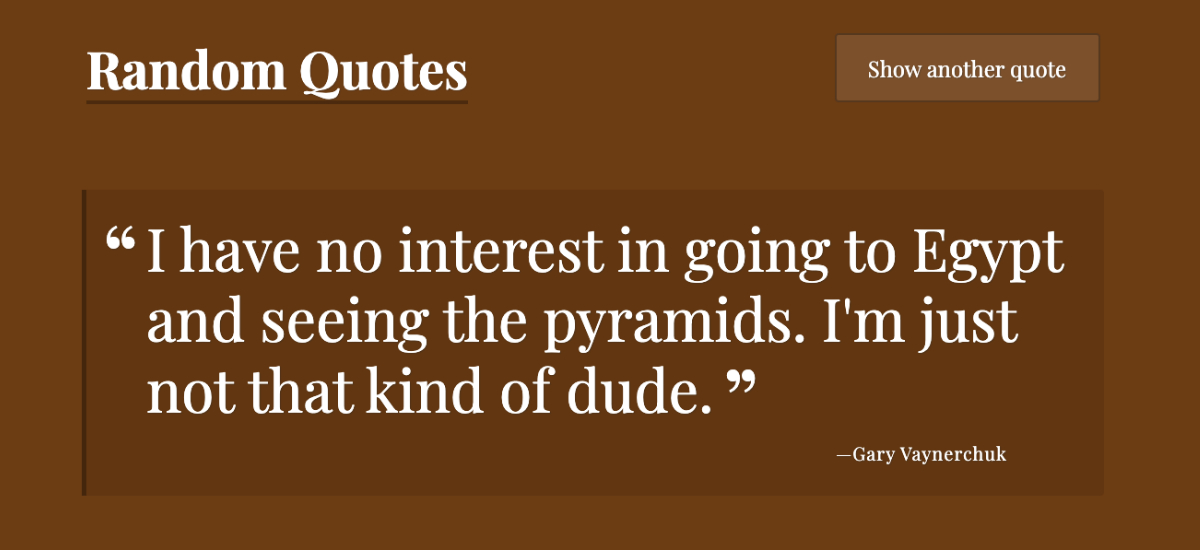 Random Quotes
Show another quote
“ I have no interest in going to Egypt
and seeing the pyramids. I'm just
not that kind of dude. ”
—Gary Vaynerchuk